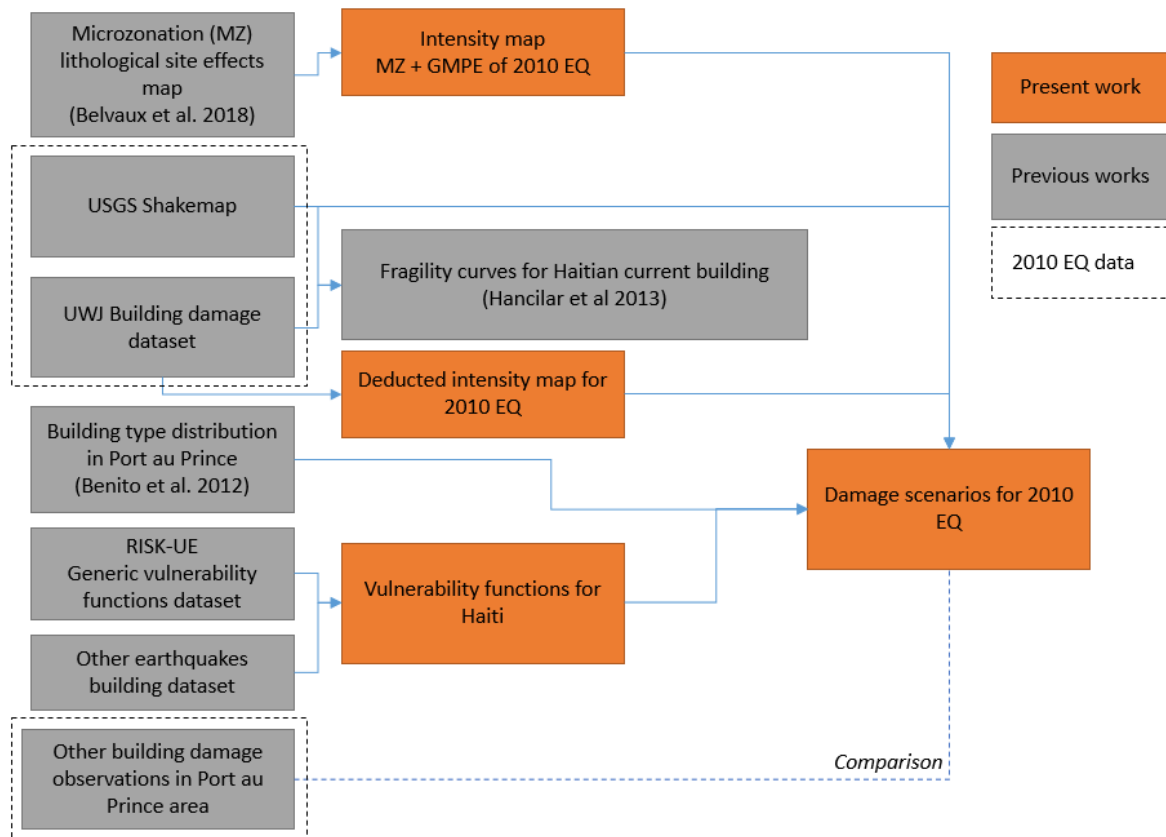 Microzonation (MZ)
lithological site effects
map
(Belvaux et al. 2018)
Intensity map
MZ + GMPE of 2010 EQ
Present work
USGS Shakemap
Previous works
Fragility curves for Haitian current building
(Hancilar et al 2013)
2010 EQ data
UWJ Building damage
dataset
Deducted intensity map for
2010 EQ
Building type distribution
in Port au Prince
(Benito et al. 2012)
Damage scenarios for 2010
EQ
RISK-UE
Generic vulnerability
functions dataset
Vulnerability functions for
Haiti
Other earthquakes
building dataset
Other building damage
observations in Port au
Prince area
Comparison